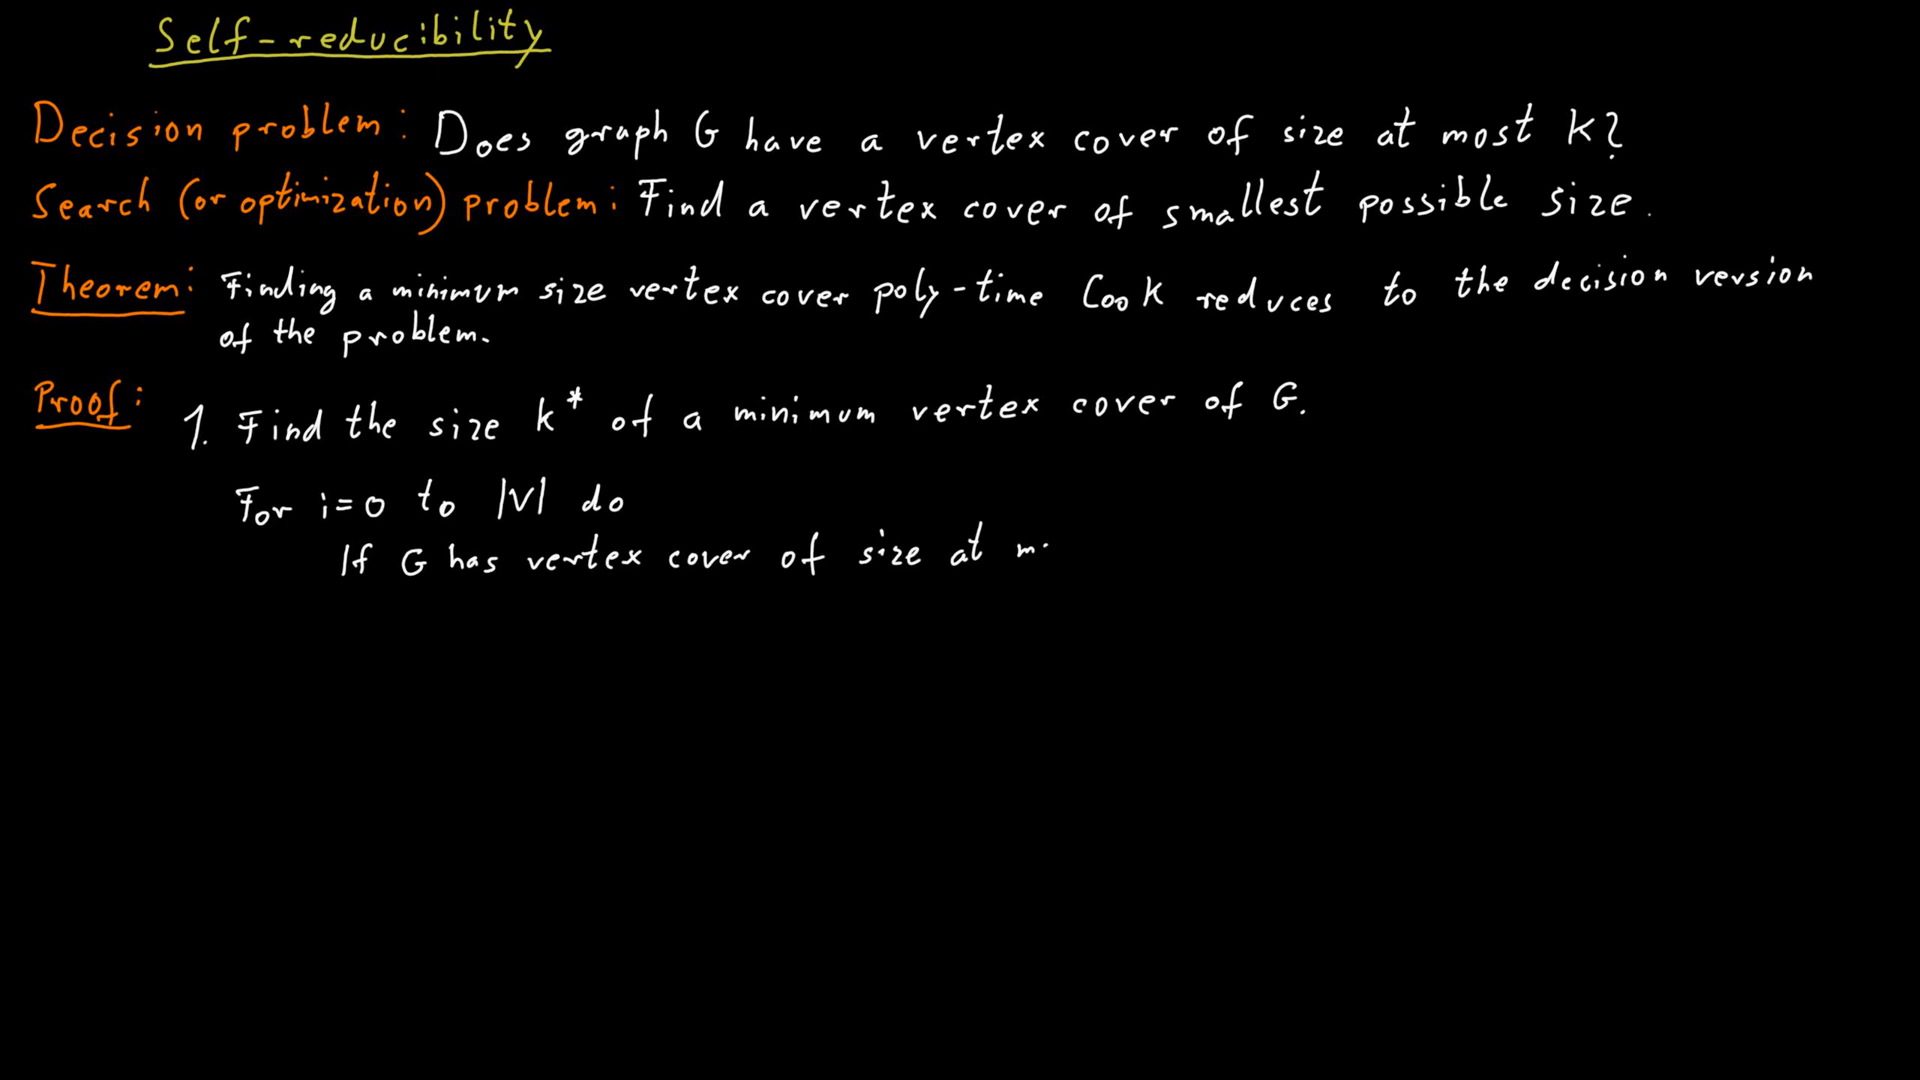 Self-reducibility
Decision problem: Does graph G have a vertex cover of size at most k?
Search (or optimization) problem: Find a vertex cover of smallest possible size.
Theorem: Finding a minimum size vertex cover poly-time Cook reduces to the decision version
of the problem.
Proof: 1. Find the size k* of a minimum vertex cover of G.
For i=0 to |V| do
If G has vertex cover of size at m